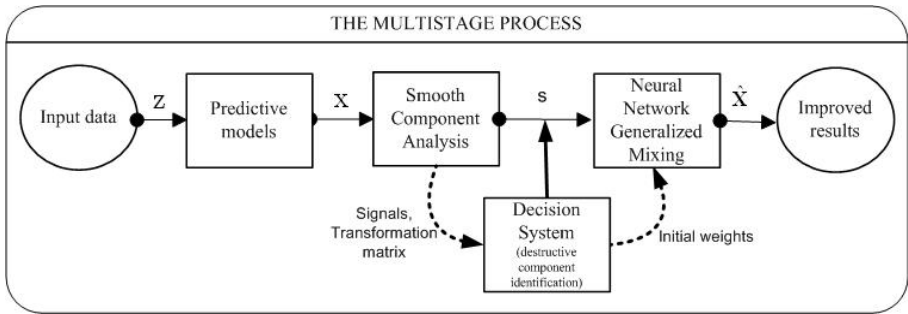 THE MULTISTAGE PROCESS
Input data
Z
Predictive
models
X
Smooth
Component
Analysis
s
Neural
Network
Generalized
Mixing
X̂
Improved
results
Signals,
Transformation
matrix
Decision
System
(destructive
component
identification)
Initial weights